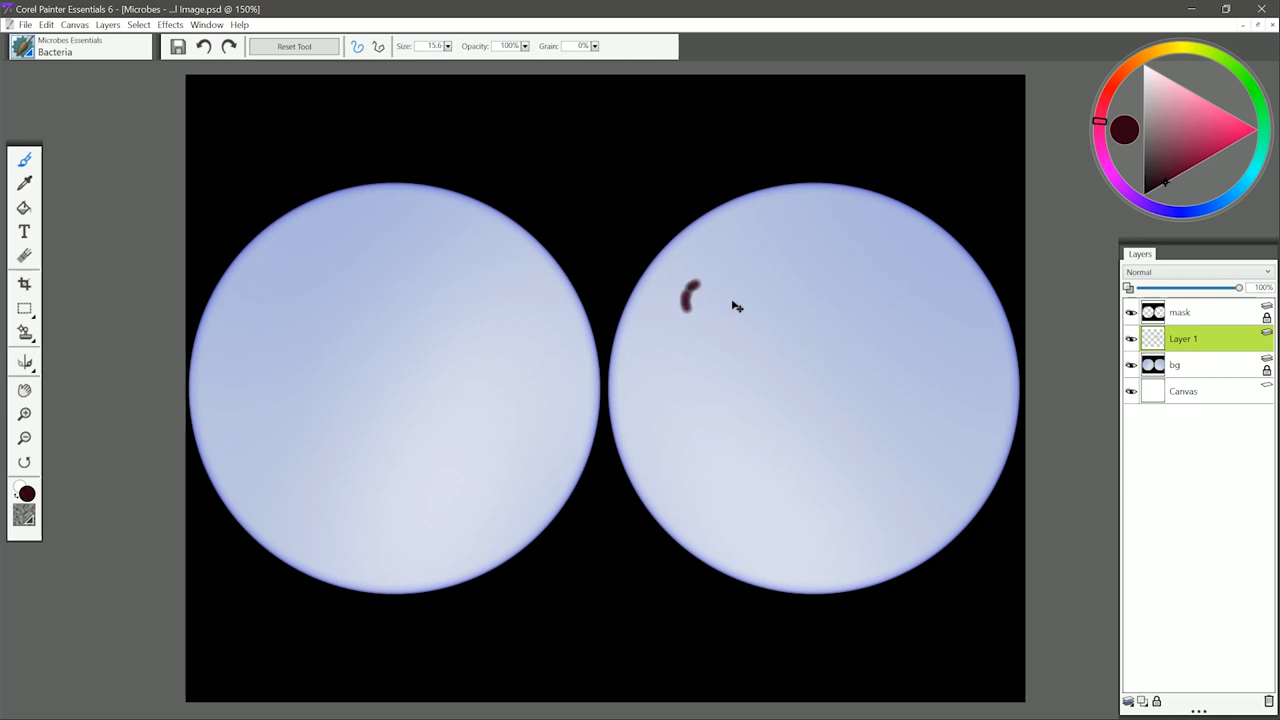 Corel Painter Essentials 6 - [Microbes - ...l Image.psd @ 150%]
File Edit Canvas Layers Select Effects Window Help
Microbes Essentials
Bacteria
Reset Tool Size: 15.6 Opacity: 100% Grain: 0%
T
Layers
Normal
100%
mask
Layer 1
bg
Canvas